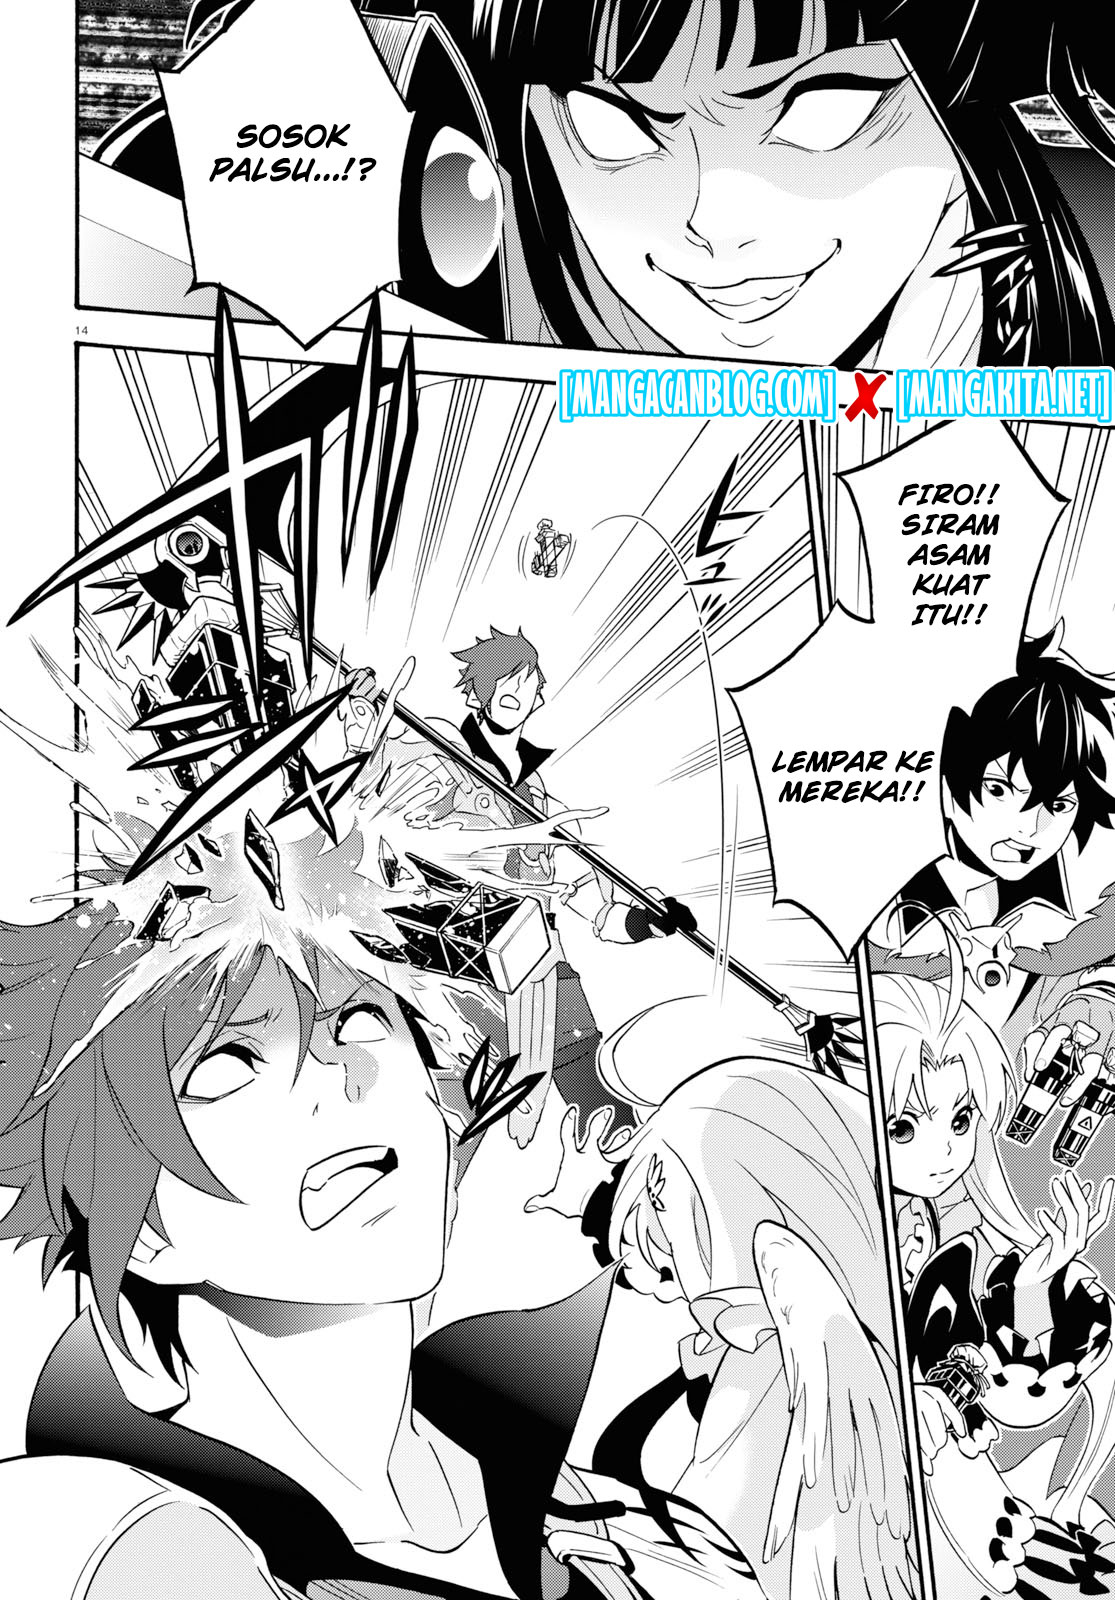 SOSOK
PALSU...!?
14
[MANGACANBLOG.COM] X [MANGAKITA.NET]
FIRO!!
SIRAM
ASAM
KUAT
ITU!!
LEMPAR KE
MEREKA!!